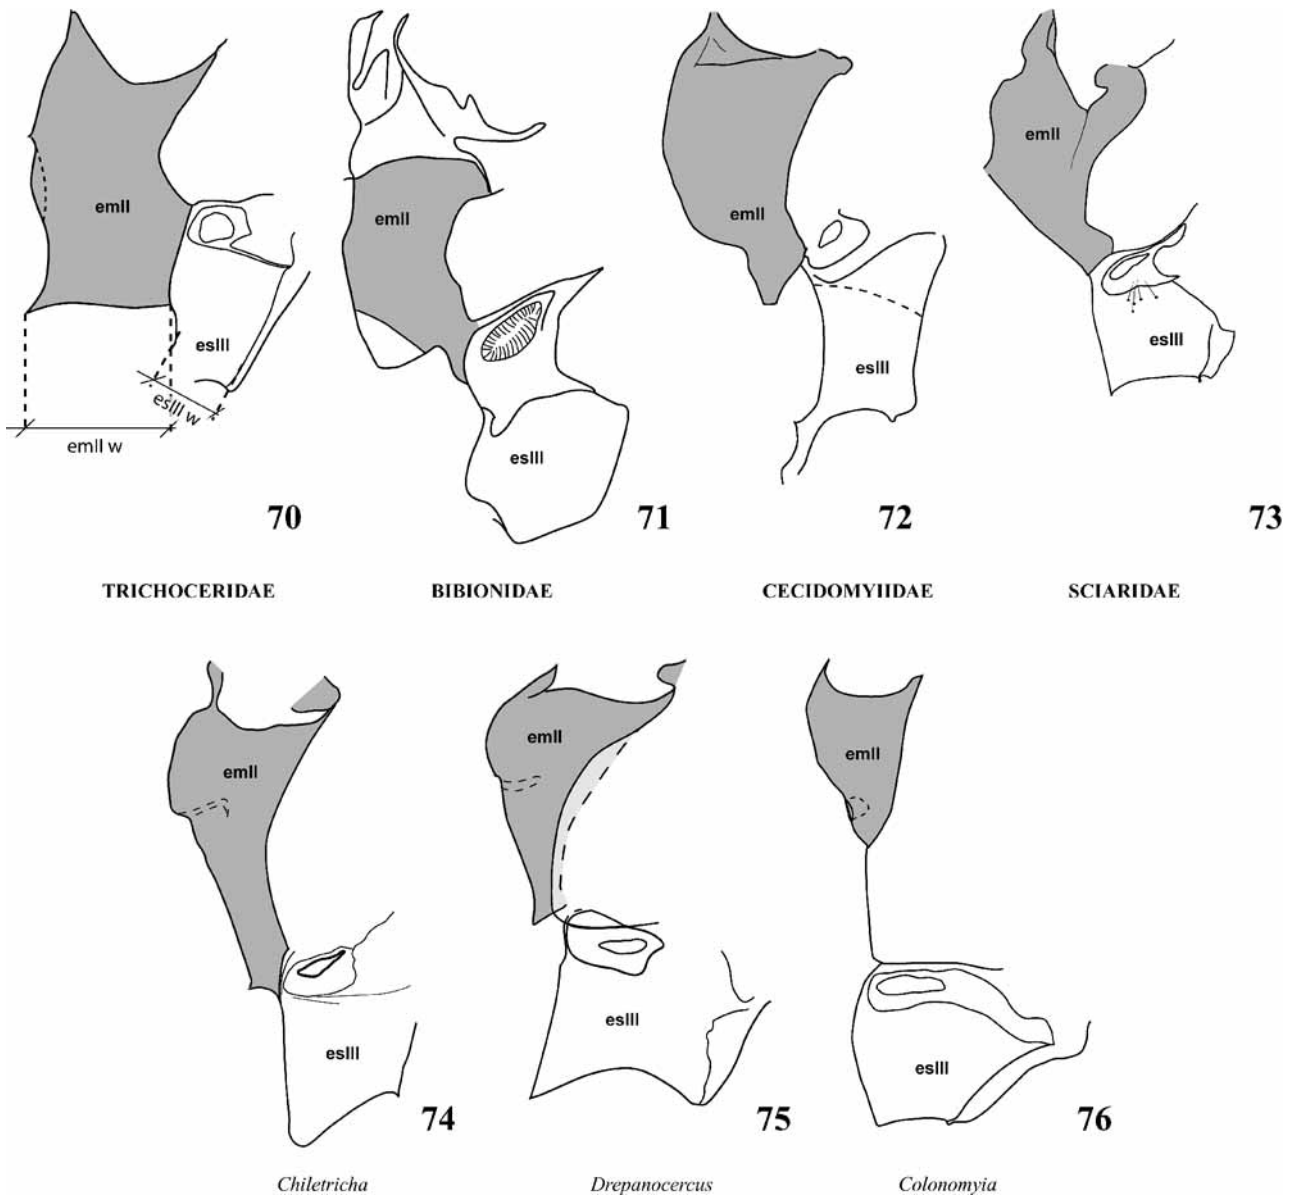 emII
esIII
esIII w
emII w
70
emII
esIII
71
emII
esIII
72
emII
esIII
73
TRICHOCERIDAE BIBIONIDAE CECIDOMYIIDAE SCIARIDAE
emII
esIII
74
emII
esIII
75
emII
esIII
76
Chiletricha Drepanocercus Colonomyia